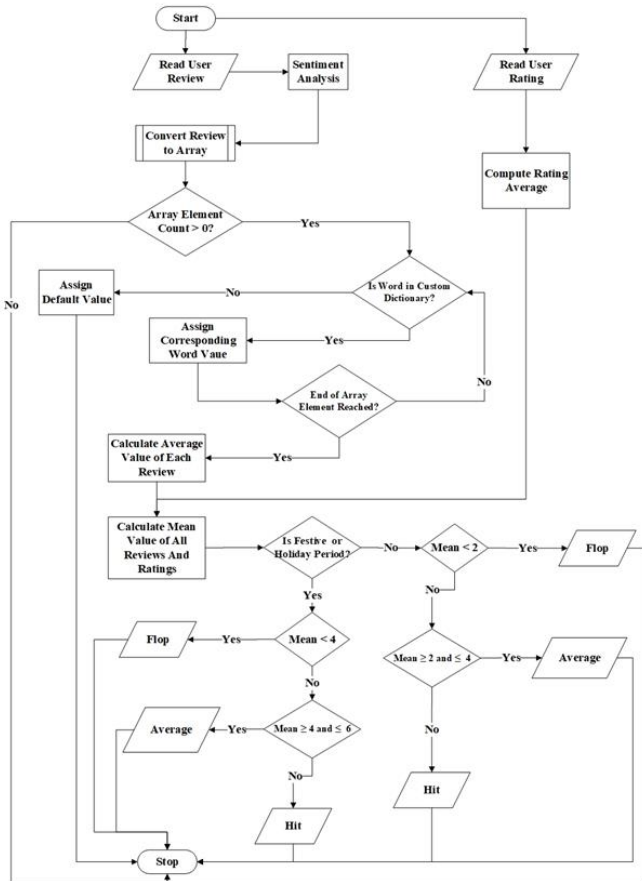 Start
Read User
Review
Sentiment
Analysis
Read User
Rating
Convert Review
to Array
Compute Rating
Average
Array Element
Count > 0?
Yes
No
Assign
Default Value
No
Is Word in Custom
Dictionary?
Assign
Corresponding
Word Vaue
Yes
No
End of Array
Element Reached?
Calculate Average
Value of Each
Review
Yes
Calculate Mean
Value of All
Reviews And
Ratings
Is Festive or
Holiday Period?
No
Mean < 2
Yes
Flop
Yes
No
Flop
Yes
Mean < 4
Mean ≥ 2 and ≤ 4
Yes
Average
No
Average
Yes
Mean ≥ 4 and ≤ 6
No
No
Hit
Hit
Stop